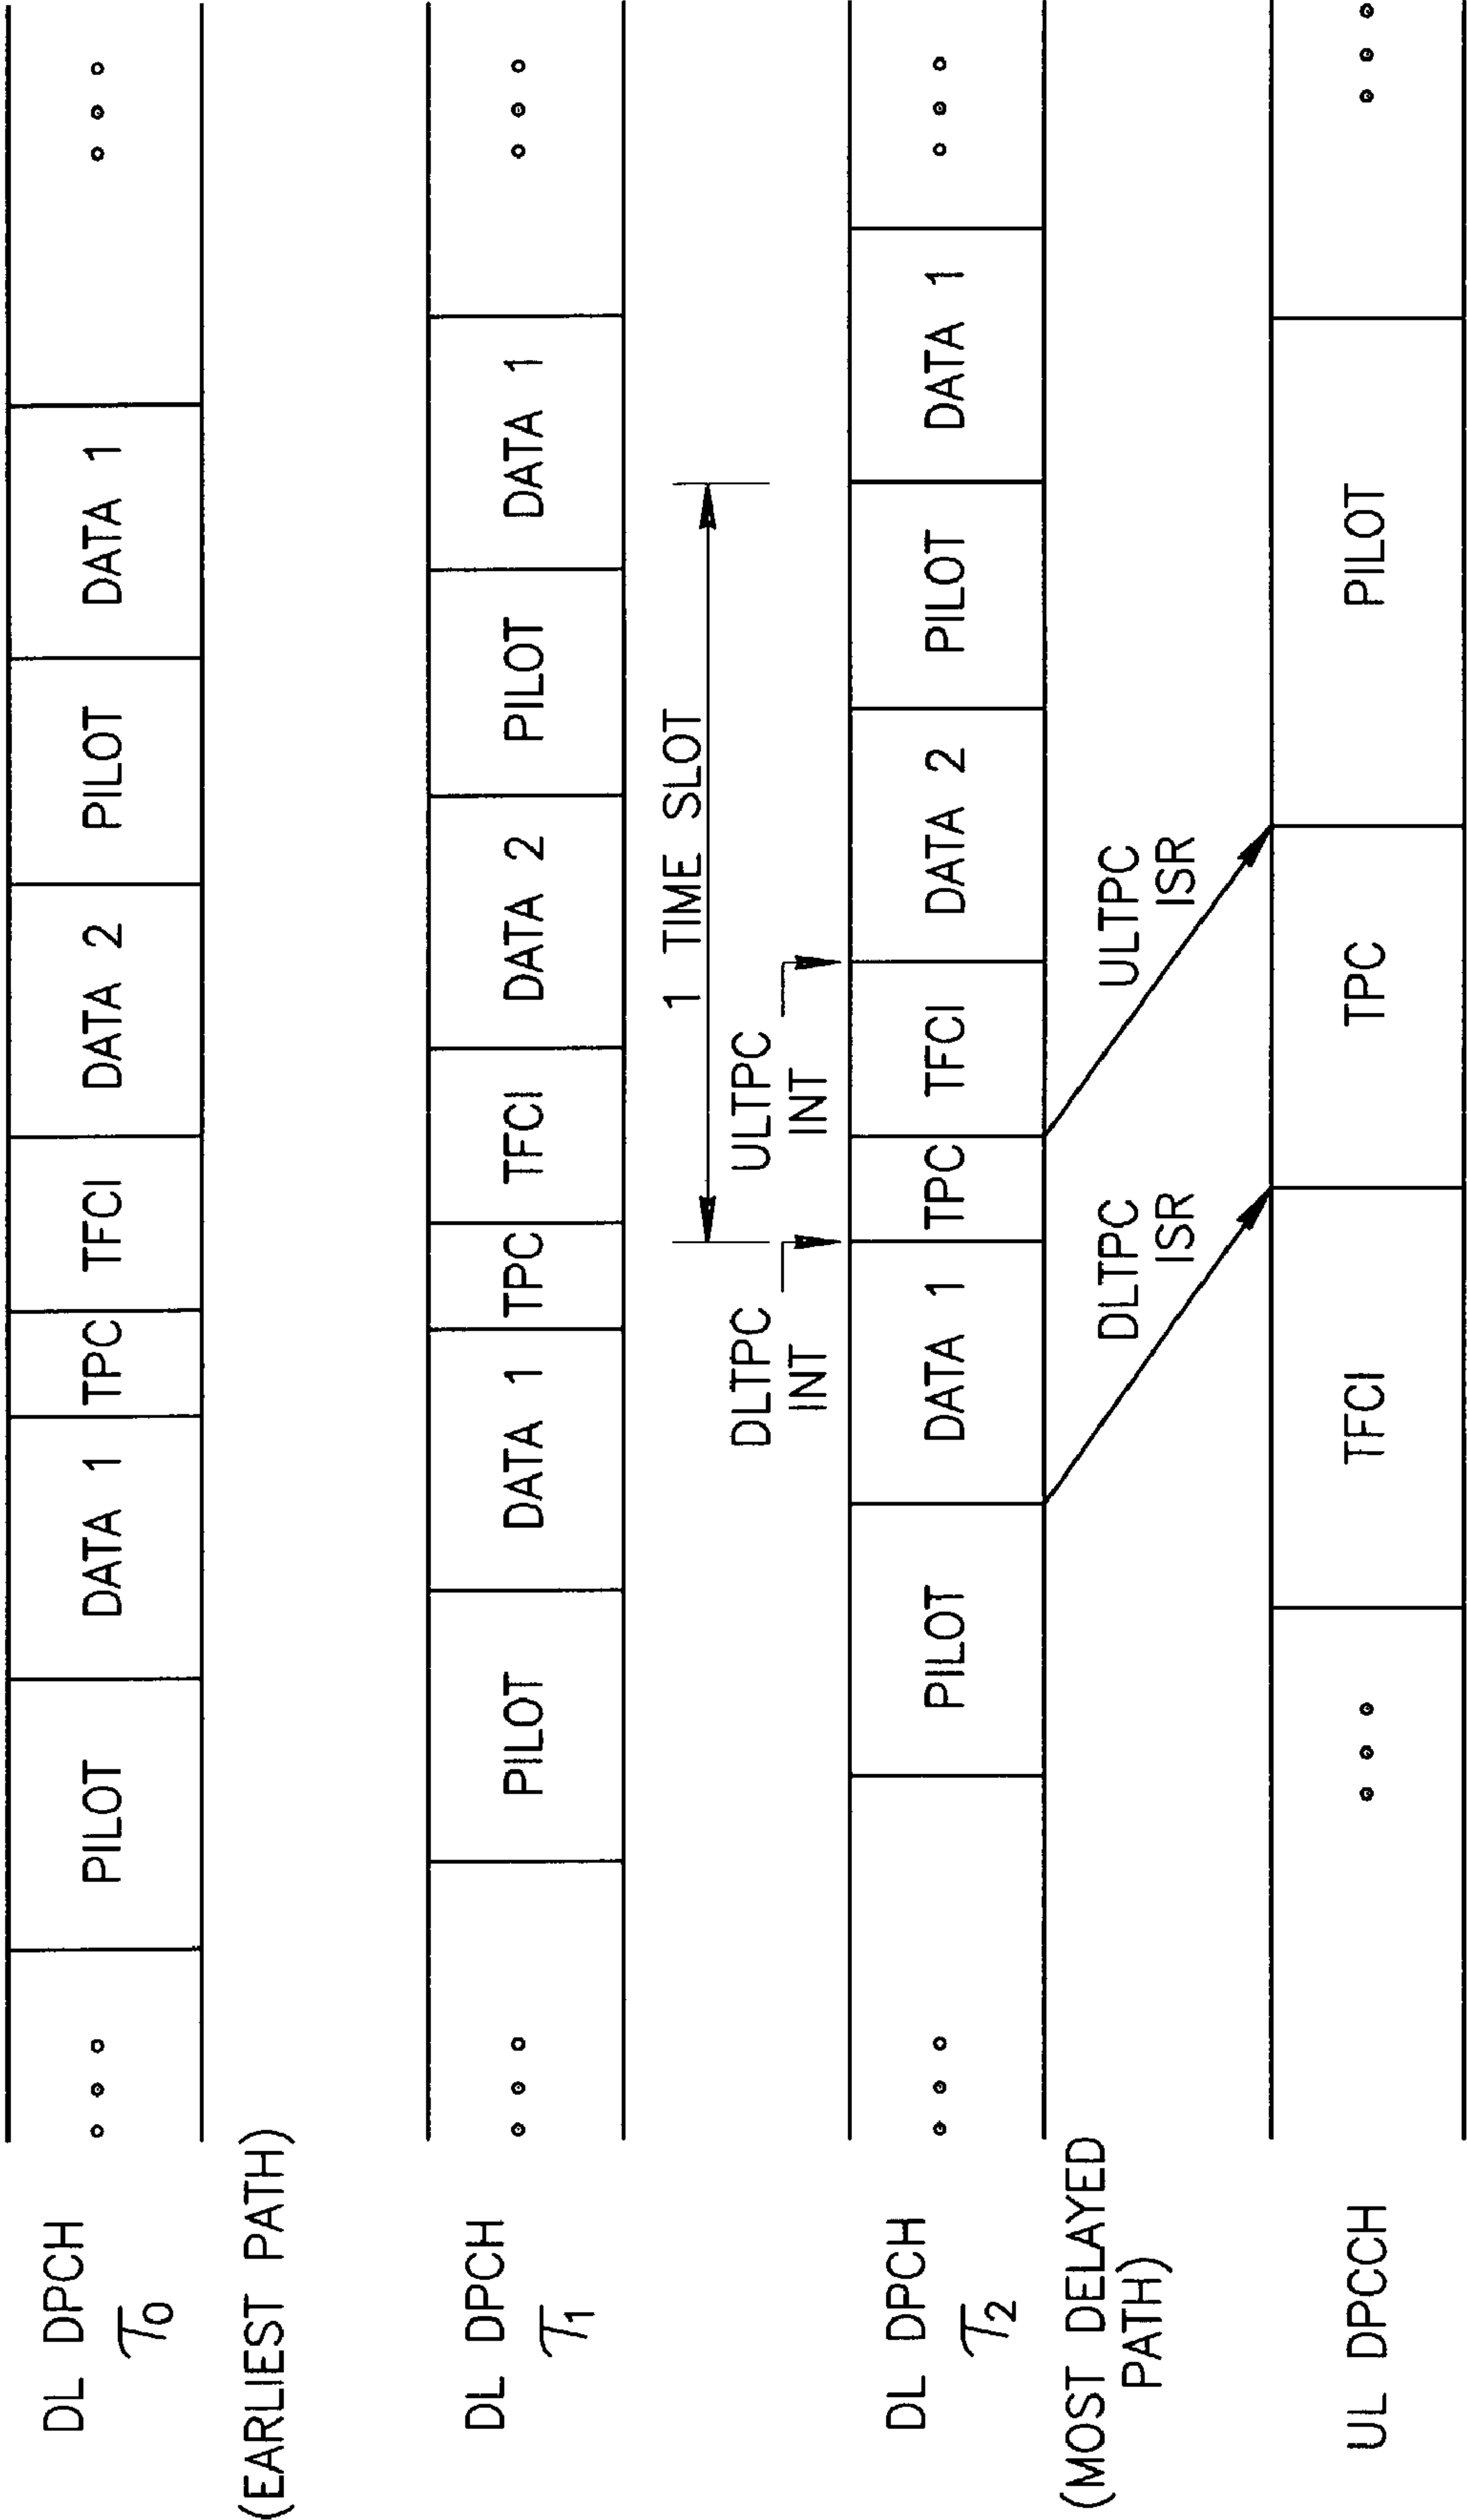 DL DPCH
τ0
(EARLIEST PATH)
• • •
PILOT
DATA 1
TPC
TFCI
DATA 2
PILOT
DATA 1
• • •
DL DPCH
τ1
• • •
PILOT
DATA 1
TPC
TFCI
DATA 2
PILOT
DATA 1
• • •
1 TIME SLOT
DLTPC
INT
ULTPC
INT
DL DPCH
τ2
(MOST DELAYED
PATH)
• • •
PILOT
DATA 1
TPC
TFCI
DATA 2
PILOT
DATA 1
• • •
DLTPC
ISR
ULTPC
ISR
UL DPCCH
• • •
TFCI
TPC
PILOT
• • •